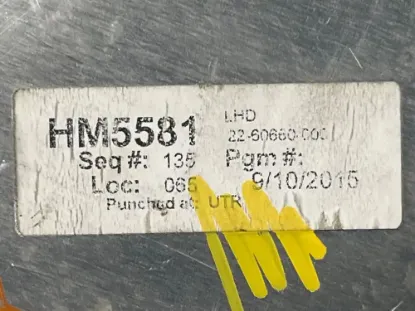 HM5581
LHD
22-60660-000
Seq #: 135 Pgm #:
Loc: 065 9/10/2015
Punched at: UTR